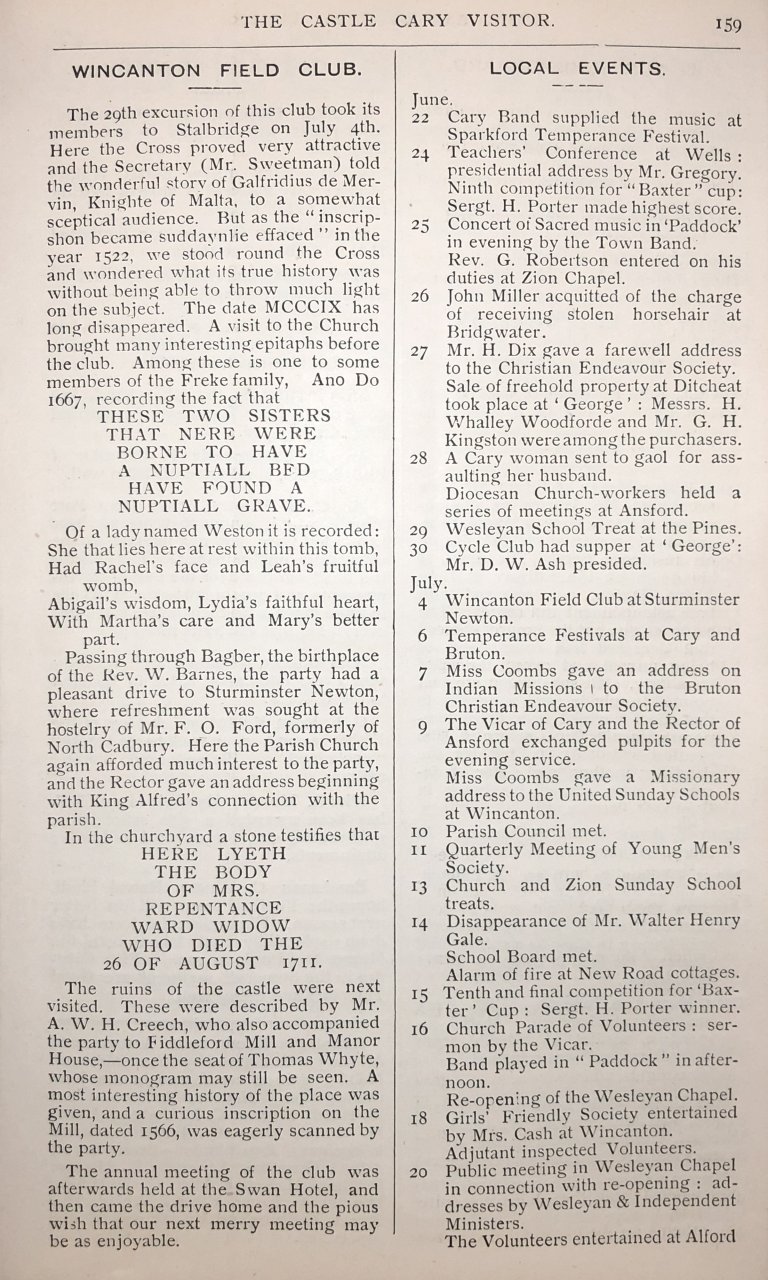 THE CASTLE CARY VISITOR. 159
WINCANTON FIELD CLUB.
The 29th excursion of this club took its
members to Stalbridge on July 4th.
Here the Cross proved very attractive
and the Secretary (Mr. Sweetman) told
the wonderful story of Galfridius de Mer-
vin, Knighte of Malta, to a somewhat
sceptical audience. But as the "inscrip-
shon became suddaynlie effaced" in the
year 1522, we stood round the Cross
and wondered what its true history was
without being able to throw much light
on the subject. The date MCCCIX has
long disappeared. A visit to the Church
brought many interesting epitaphs before
the club. Among these is one to some
members of the Freke family, Ano Do
1667, recording the fact that
THESE TWO SISTERS
THAT NERE WERE
BORNE TO HAVE
A NUPTIALL BED
HAVE FOUND A
NUPTIALL GRAVE.
Of a lady named Weston it is recorded:
She that lies here at rest within this tomb,
Had Rachel's face and Leah's fruitful
womb,
Abigail's wisdom, Lydia's faithful heart,
With Martha's care and Mary's better
part.
Passing through Bagber, the birthplace
of the Rev. W. Barnes, the party had a
pleasant drive to Sturminster Newton,
where refreshment was sought at the
hostelry of Mr. F. O. Ford, formerly of
North Cadbury. Here the Parish Church
again afforded much interest to the party,
and the Rector gave an address beginning
with King Alfred's connection with the
parish.
In the churchyard a stone testifies that
HERE LYETH
THE BODY
OF MRS.
REPENTANCE
WARD WIDOW
WHO DIED THE
26 OF AUGUST 1711.
The ruins of the castle were next
visited. These were described by Mr.
A. W. H. Creech, who also accompanied
the party to Fiddleford Mill and Manor
House,—once the seat of Thomas Whyte,
whose monogram may still be seen. A
most interesting history of the place was
given, and a curious inscription on the
Mill, dated 1566, was eagerly scanned by
the party.
The annual meeting of the club was
afterwards held at the Swan Hotel, and
then came the drive home and the pious
wish that our next merry meeting may
be as enjoyable.
LOCAL EVENTS.
June.
22 Cary Band supplied the music at
Sparkford Temperance Festival.
24 Teachers' Conference at Wells :
presidential address by Mr. Gregory.
Ninth competition for "Baxter" cup:
Sergt. H. Porter made highest score.
25 Concert of Sacred music in 'Paddock'
in evening by the Town Band.
Rev. G. Robertson entered on his
duties at Zion Chapel.
26 John Miller acquitted of the charge
of receiving stolen horsehair at
Bridgwater.
27 Mr. H. Dix gave a farewell address
to the Christian Endeavour Society.
Sale of freehold property at Ditcheat
took place at 'George' : Messrs. H.
Whalley Woodforde and Mr. G. H.
Kingston were among the purchasers.
28 A Cary woman sent to gaol for ass-
aulting her husband.
Diocesan Church-workers held a
series of meetings at Ansford.
29 Wesleyan School Treat at the Pines.
30 Cycle Club had supper at 'George':
Mr. D. W. Ash presided.
July.
4 Wincanton Field Club at Sturminster
Newton.
6 Temperance Festivals at Cary and
Bruton.
7 Miss Coombs gave an address on
Indian Missions to the Bruton
Christian Endeavour Society.
9 The Vicar of Cary and the Rector of
Ansford exchanged pulpits for the
evening service.
Miss Coombs gave a Missionary
address to the United Sunday Schools
at Wincanton.
10 Parish Council met.
11 Quarterly Meeting of Young Men's
Society.
13 Church and Zion Sunday School
treats.
14 Disappearance of Mr. Walter Henry
Gale.
School Board met.
Alarm of fire at New Road cottages.
15 Tenth and final competition for 'Bax-
ter' Cup : Sergt. H. Porter winner.
16 Church Parade of Volunteers : ser-
mon by the Vicar.
Band played in "Paddock" in after-
noon.
Re-opening of the Wesleyan Chapel.
18 Girls' Friendly Society entertained
by Mrs. Cash at Wincanton.
Adjutant inspected Volunteers.
20 Public meeting in Wesleyan Chapel
in connection with re-opening : ad-
dresses by Wesleyan & Independent
Ministers.
The Volunteers entertained at Alford